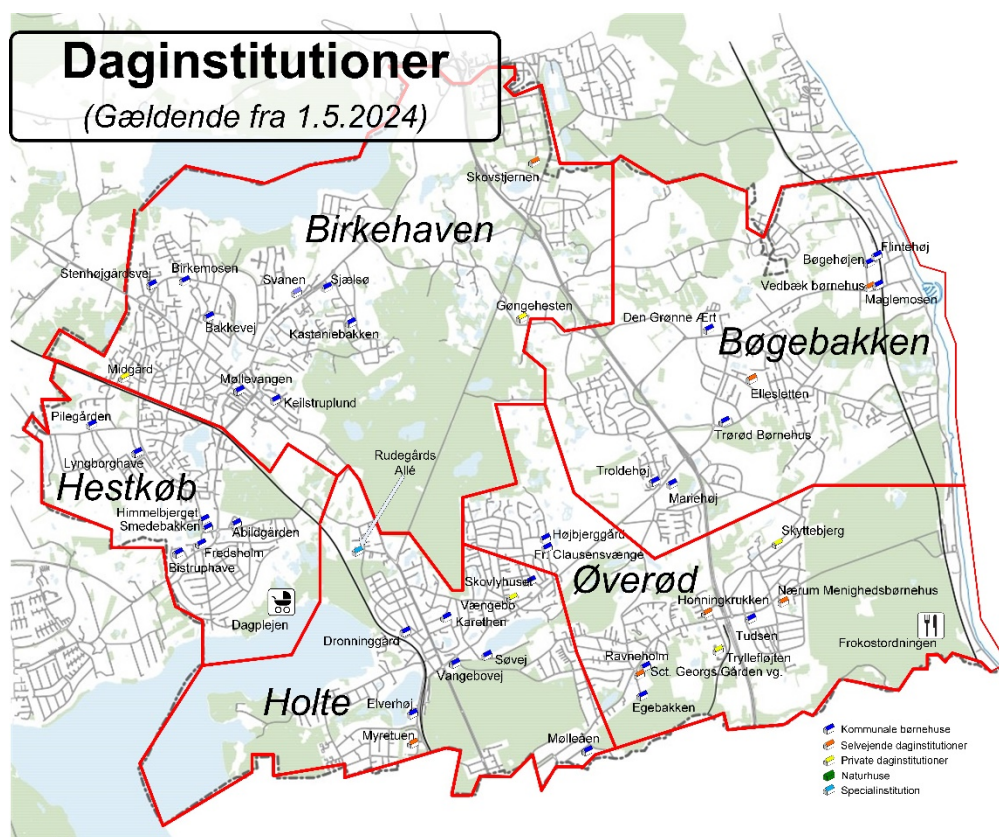 Daginstitutioner
(Gældende fra 1.5.2024)
Skovstjernen
Birkehaven
Flintehøj
Bøgehøjen
Stenhøjgårdsvej
Birkemosen
Svanen
Sjælsø
Vedbæk børnehus
Maglemosen
Gøngehesten
Den Grønne Ært
Bakkevej
Kastaniebakken
Bøgebakken
Midgård
Møllevangen
Ellesletten
Kellstruplund
Pilegården
Trørød Børnehus
Rudegårds
Allé
Lyngborghave
Troldehøj
Mariehøj
Hestkøb
Himmelbjerget
Smedebakken
Abildgården
Skyttebjerg
Højbjerggård
Fredsholm
Fr. Clausensvænge
Bistruphave
Skovlyhuset
Øverød
Nærum Menighedsbørnehus
Vængebo
Honningkrukken
Karethen
Dagplejen
Dronninggård
Tudsen
Frokostordningen
Søvej
Ravneholm
Tryllefløjten
Vangebovej
Sct. Georgs Gården vg.
Holte
Elverhøj
Egebakken
Myretuen
Mølleåen
Kommunale børnehuse
Selvejende daginstitutioner
Private daginstitutioner
Naturhuse
Specialinstitution